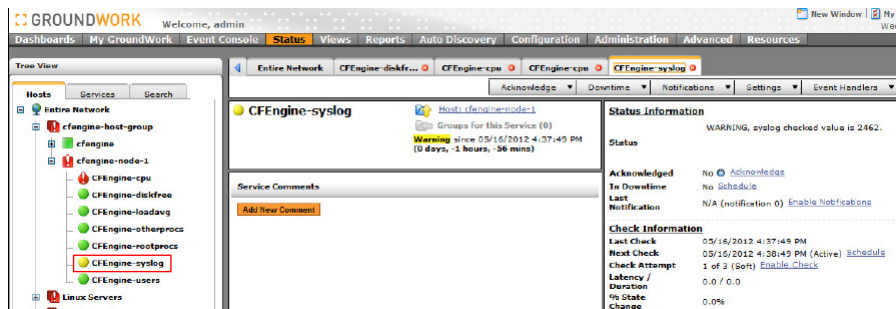 GROUNDWORK Welcome, admin
New Window My
Wed
Dashboards My GroundWork Event Console Status Views Reports Auto Discovery Configuration Administration Advanced Resources
Tree View
Entire Network CFEngine-diskfr... CFEngine-cpu CFEngine-cpu CFEngine-syslog
Acknowledge Downtime Notifications Settings Event Handlers
Hosts Services Search
Entire Network
cfengine-host-group
cfengine
cfengine-node-1
CFEngine-cpu
CFEngine-diskfree
CFEngine-loadavg
CFEngine-otherprocs
CFEngine-rootprocs
CFEngine-syslog
CFEngine-users
Linux Servers
CFEngine-syslog
Host: cfengine-node-1
Groups for this Service (0)
Warning since 05/16/2012 4:37:49 PM
(0 days, -1 hours, -56 mins)
Service Comments
Add New Comment
Status Information
Status WARNING, syslog checked value is 2462.
Acknowledged No Acknowledge
In Downtime No Schedule
Last Notification N/A (notification 0) Enable Notifications
Check Information
Last Check 05/16/2012 4:37:49 PM
Next Check 05/16/2012 4:38:49 PM (Active) Schedule
Check Attempt 1 of 3 (Soft) Enable Check
Latency / Duration 0.0 / 0.0
% State Change 0.0%